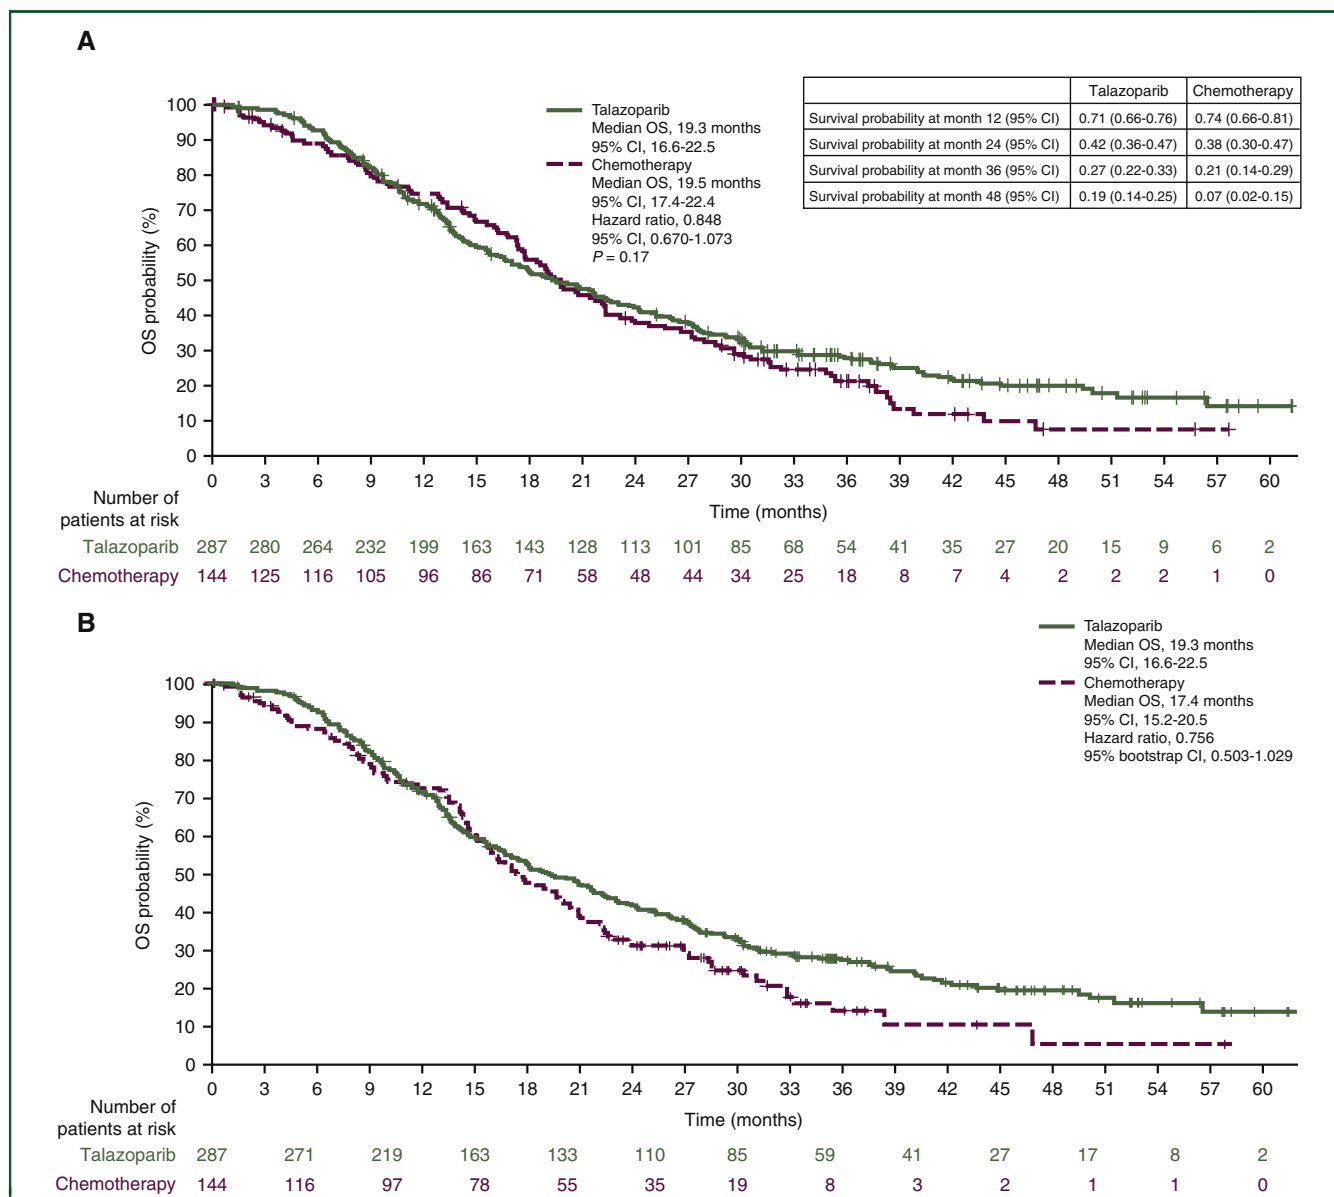 A
Talazoparib
Median OS, 19.3 months
95% CI, 16.6-22.5
Chemotherapy
Median OS, 19.5 months
95% CI, 17.4-22.4
Hazard ratio, 0.848
95% CI, 0.670-1.073
P = 0.17
Talazoparib Chemotherapy
Survival probability at month 12 (95% CI) 0.71 (0.66-0.76) 0.74 (0.66-0.81)
Survival probability at month 24 (95% CI) 0.42 (0.36-0.47) 0.38 (0.30-0.47)
Survival probability at month 36 (95% CI) 0.27 (0.22-0.33) 0.21 (0.14-0.29)
Survival probability at month 48 (95% CI) 0.19 (0.14-0.25) 0.07 (0.02-0.15)
OS probability (%)
100
90
80
70
60
50
40
30
20
10
0
0 3 6 9 12 15 18 21 24 27 30 33 36 39 42 45 48 51 54 57 60
Time (months)
Number of
patients at risk
Talazoparib 287 280 264 232 199 163 143 128 113 101 85 68 54 41 35 27 20 15 9 6 2
Chemotherapy 144 125 116 105 96 86 71 58 48 44 34 25 18 8 7 4 2 2 2 1 0
B
Talazoparib
Median OS, 19.3 months
95% CI, 16.6-22.5
Chemotherapy
Median OS, 17.4 months
95% CI, 15.2-20.5
Hazard ratio, 0.756
95% bootstrap CI, 0.503-1.029
OS probability (%)
100
90
80
70
60
50
40
30
20
10
0
0 3 6 9 12 15 18 21 24 27 30 33 36 39 42 45 48 51 54 57 60
Time (months)
Number of
patients at risk
Talazoparib 287 271 219 163 133 110 85 59 41 27 17 8 2
Chemotherapy 144 116 97 78 55 35 19 8 3 2 1 1 0